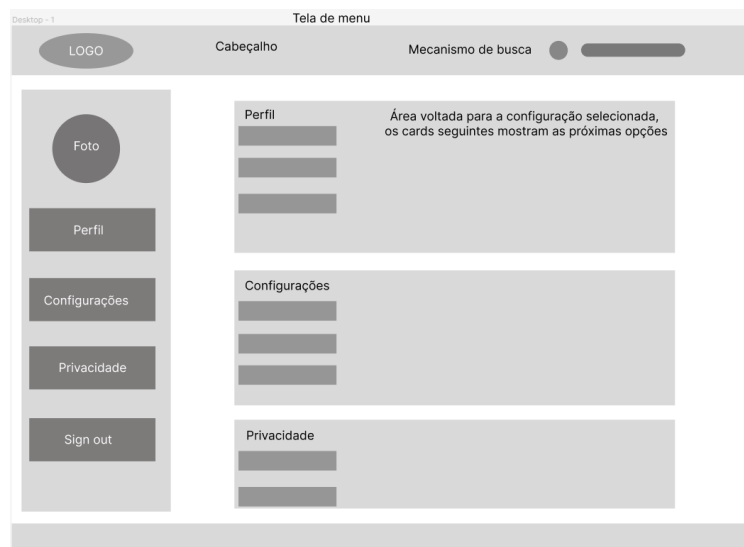 Desktop - 1
Tela de menu
LOGO
Cabeçalho
Mecanismo de busca
Foto
Perfil
Configurações
Privacidade
Sign out
Perfil
Área voltada para a configuração selecionada,
os cards seguintes mostram as próximas opções
Configurações
Privacidade